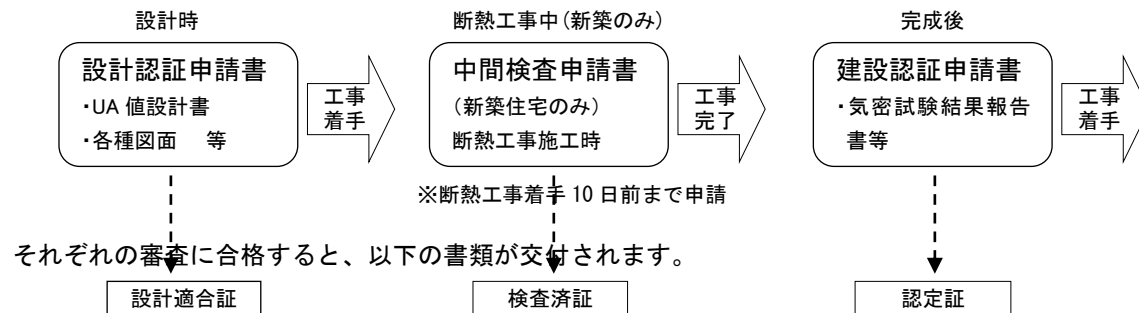 設計時
断熱工事中(新築のみ)
完成後
設計認証申請書
・UA 値設計書
・各種図面 等
工事
着手
中間検査申請書
(新築住宅のみ)
断熱工事施工時
工事
完了
建設認証申請書
・気密試験結果報告
書等
工事
着手
※断熱工事着手 10 日前まで申請
それぞれの審査に合格すると、以下の書類が交付されます。
設計適合証
検査済証
認定証